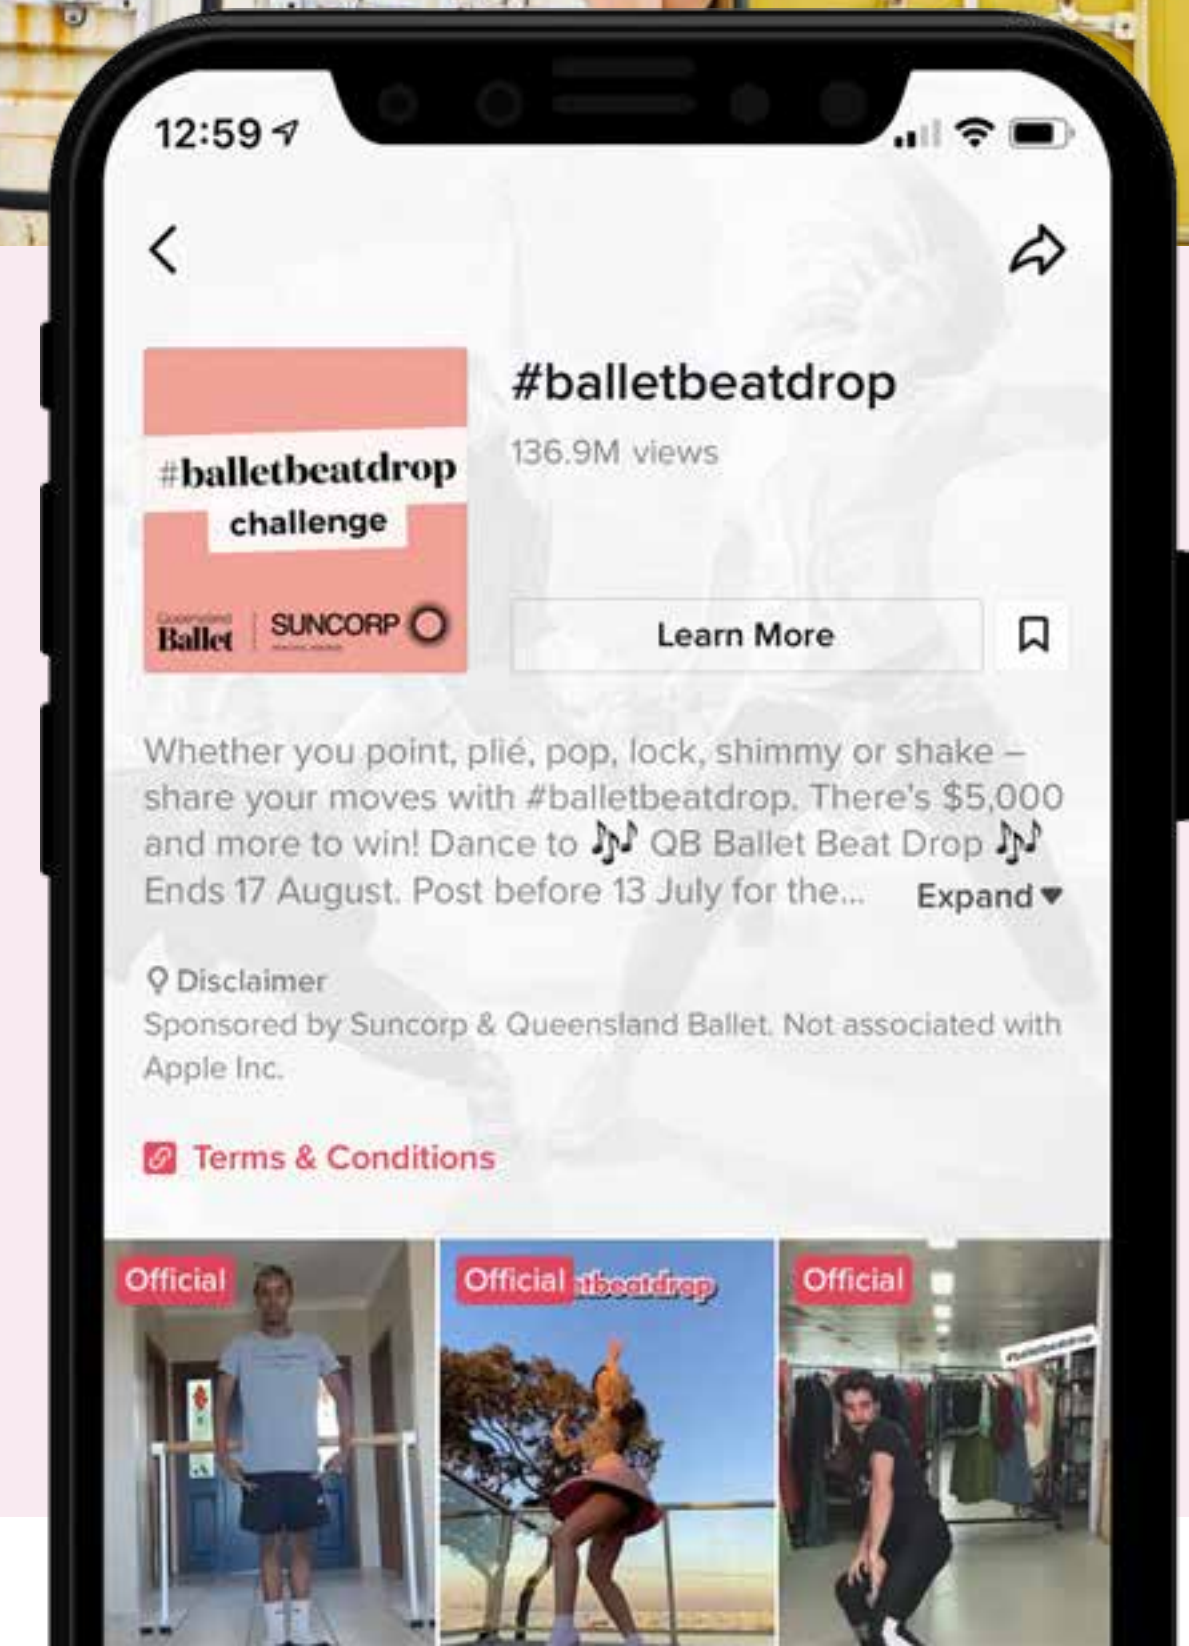 12:59
#balletbeatdrop
136.9M views
#balletbeatdrop
challenge
Queensland
Ballet
SUNCORP
Learn More
Whether you point, plié, pop, lock, shimmy or shake –
share your moves with #balletbeatdrop. There's $5,000
and more to win! Dance to 🎶 QB Ballet Beat Drop 🎶
Ends 17 August. Post before 13 July for the... Expand
Disclaimer
Sponsored by Suncorp & Queensland Ballet. Not associated with
Apple Inc.
Terms & Conditions
Official
Official
Official
#balletbeatdrop